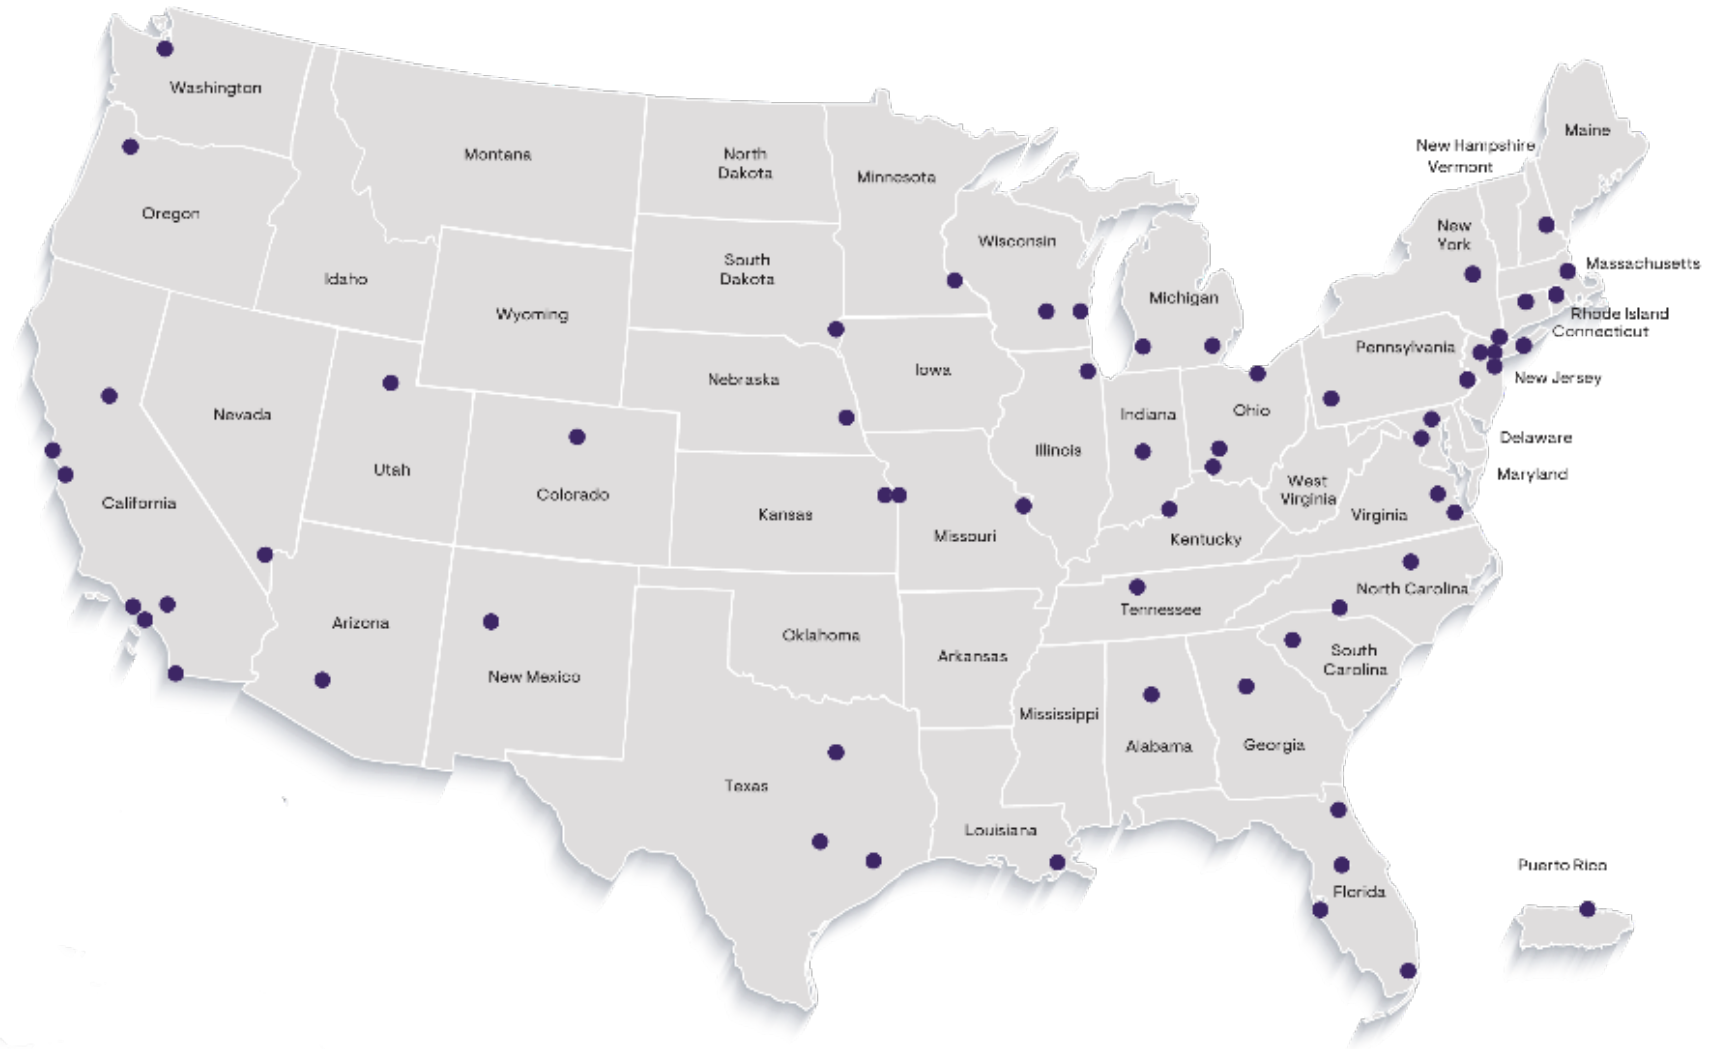 Washington
Oregon
Montana
Idaho
Wyoming
North
Dakota
South
Dakota
Minnesota
Wisconsin
Michigan
New Hampshire
Vermont
Maine
New
York
Massachusetts
Rhode Island
Connecticut
Pennsylvania
New Jersey
Delaware
Maryland
Nevada
Utah
Colorado
California
Nebraska
Iowa
Kansas
Missouri
Illinois
Indiana
Ohio
West
Virginia
Virginia
Kentucky
Tennessee
North Carolina
South
Carolina
Arizona
New Mexico
Oklahoma
Arkansas
Mississippi
Alabama
Georgia
Texas
Louisiana
Florida
Puerto Rico